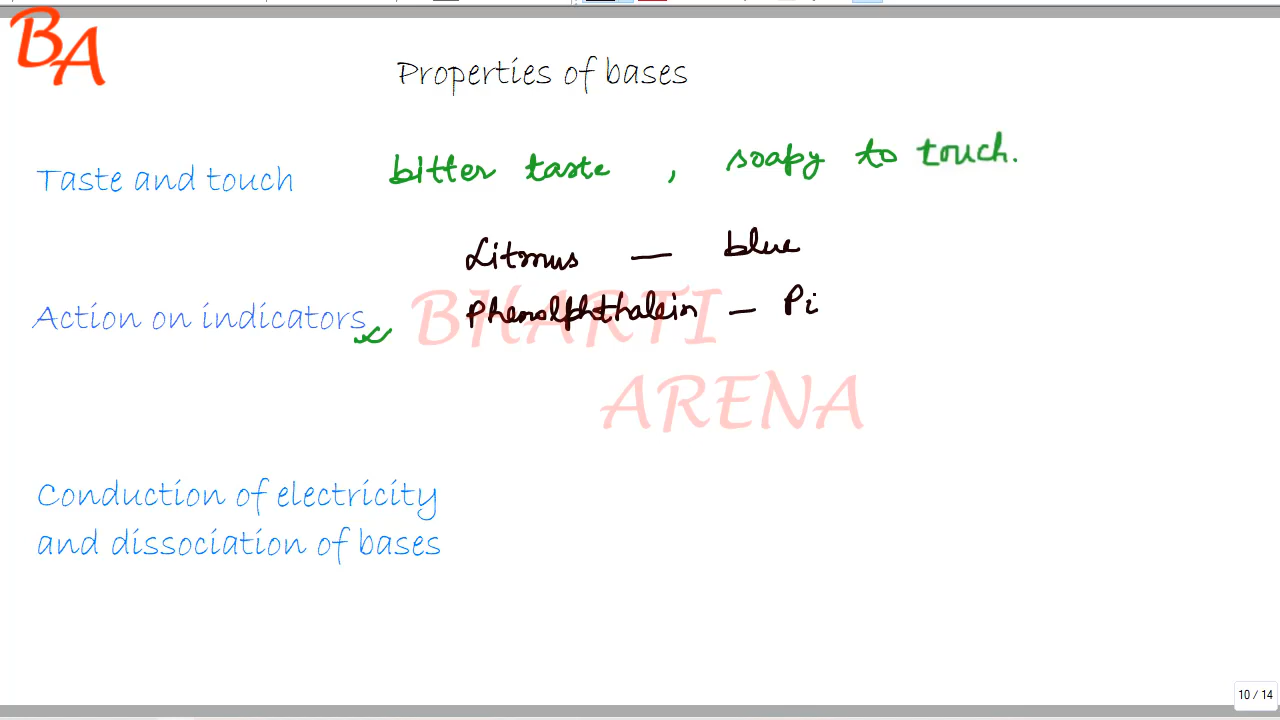 BA
Properties of bases
Taste and touch bitter taste , soapy to touch.
Litmus — blue
Action on indicators Phenolphthalein — Pi
BHARTI
ARENA
Conduction of electricity
and dissociation of bases
10 / 14